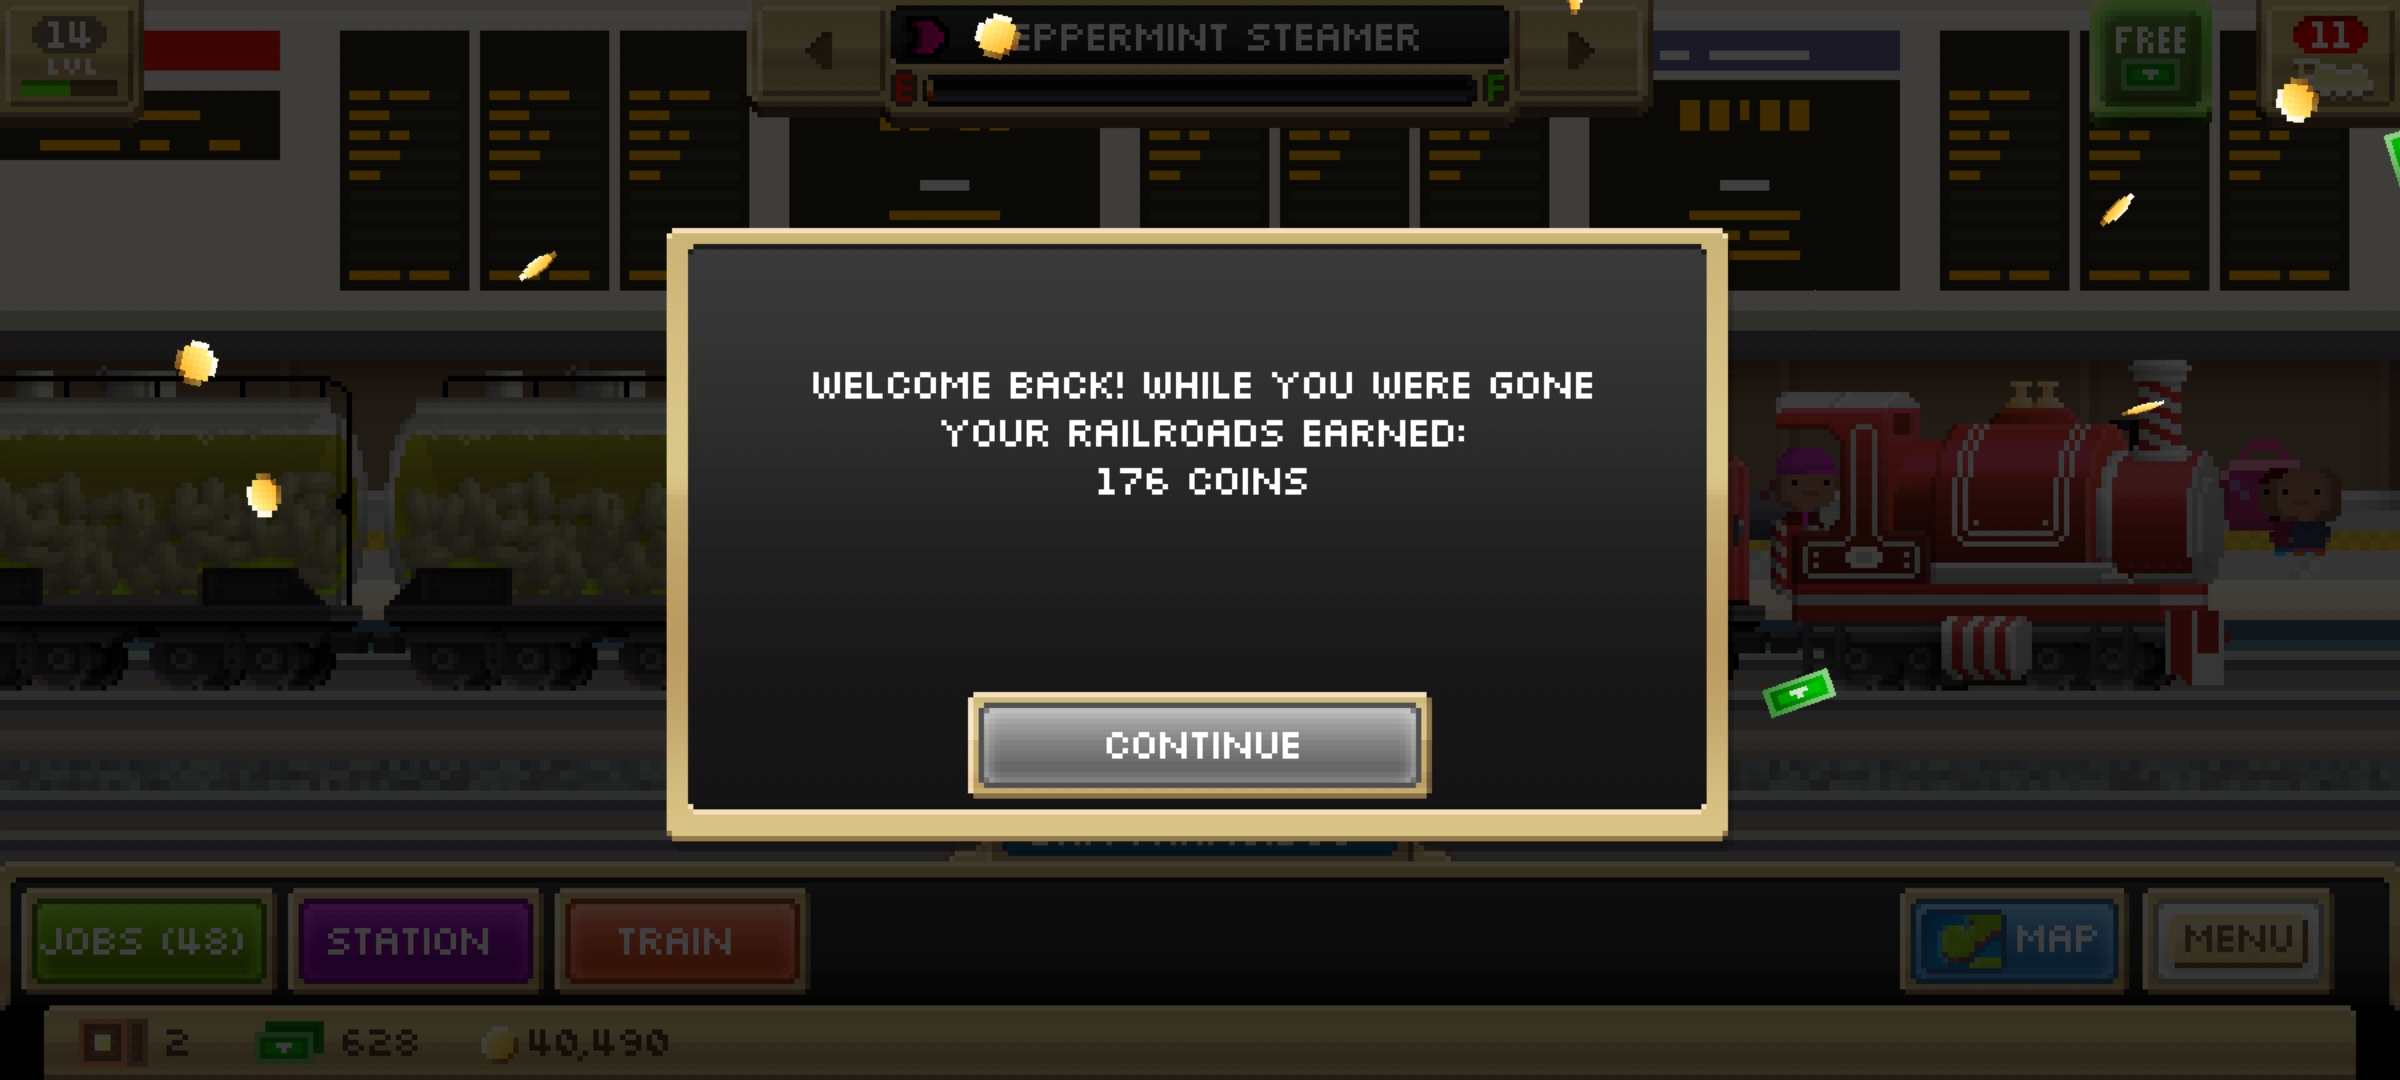 14
LVL
EPPERMINT STEAMER
E
F
FREE
11
WELCOME BACK! WHILE YOU WERE GONE
YOUR RAILROADS EARNED:
176 COINS
CONTINUE
JOBS (48)
STATION
TRAIN
MAP
MENU
2
628
40,490